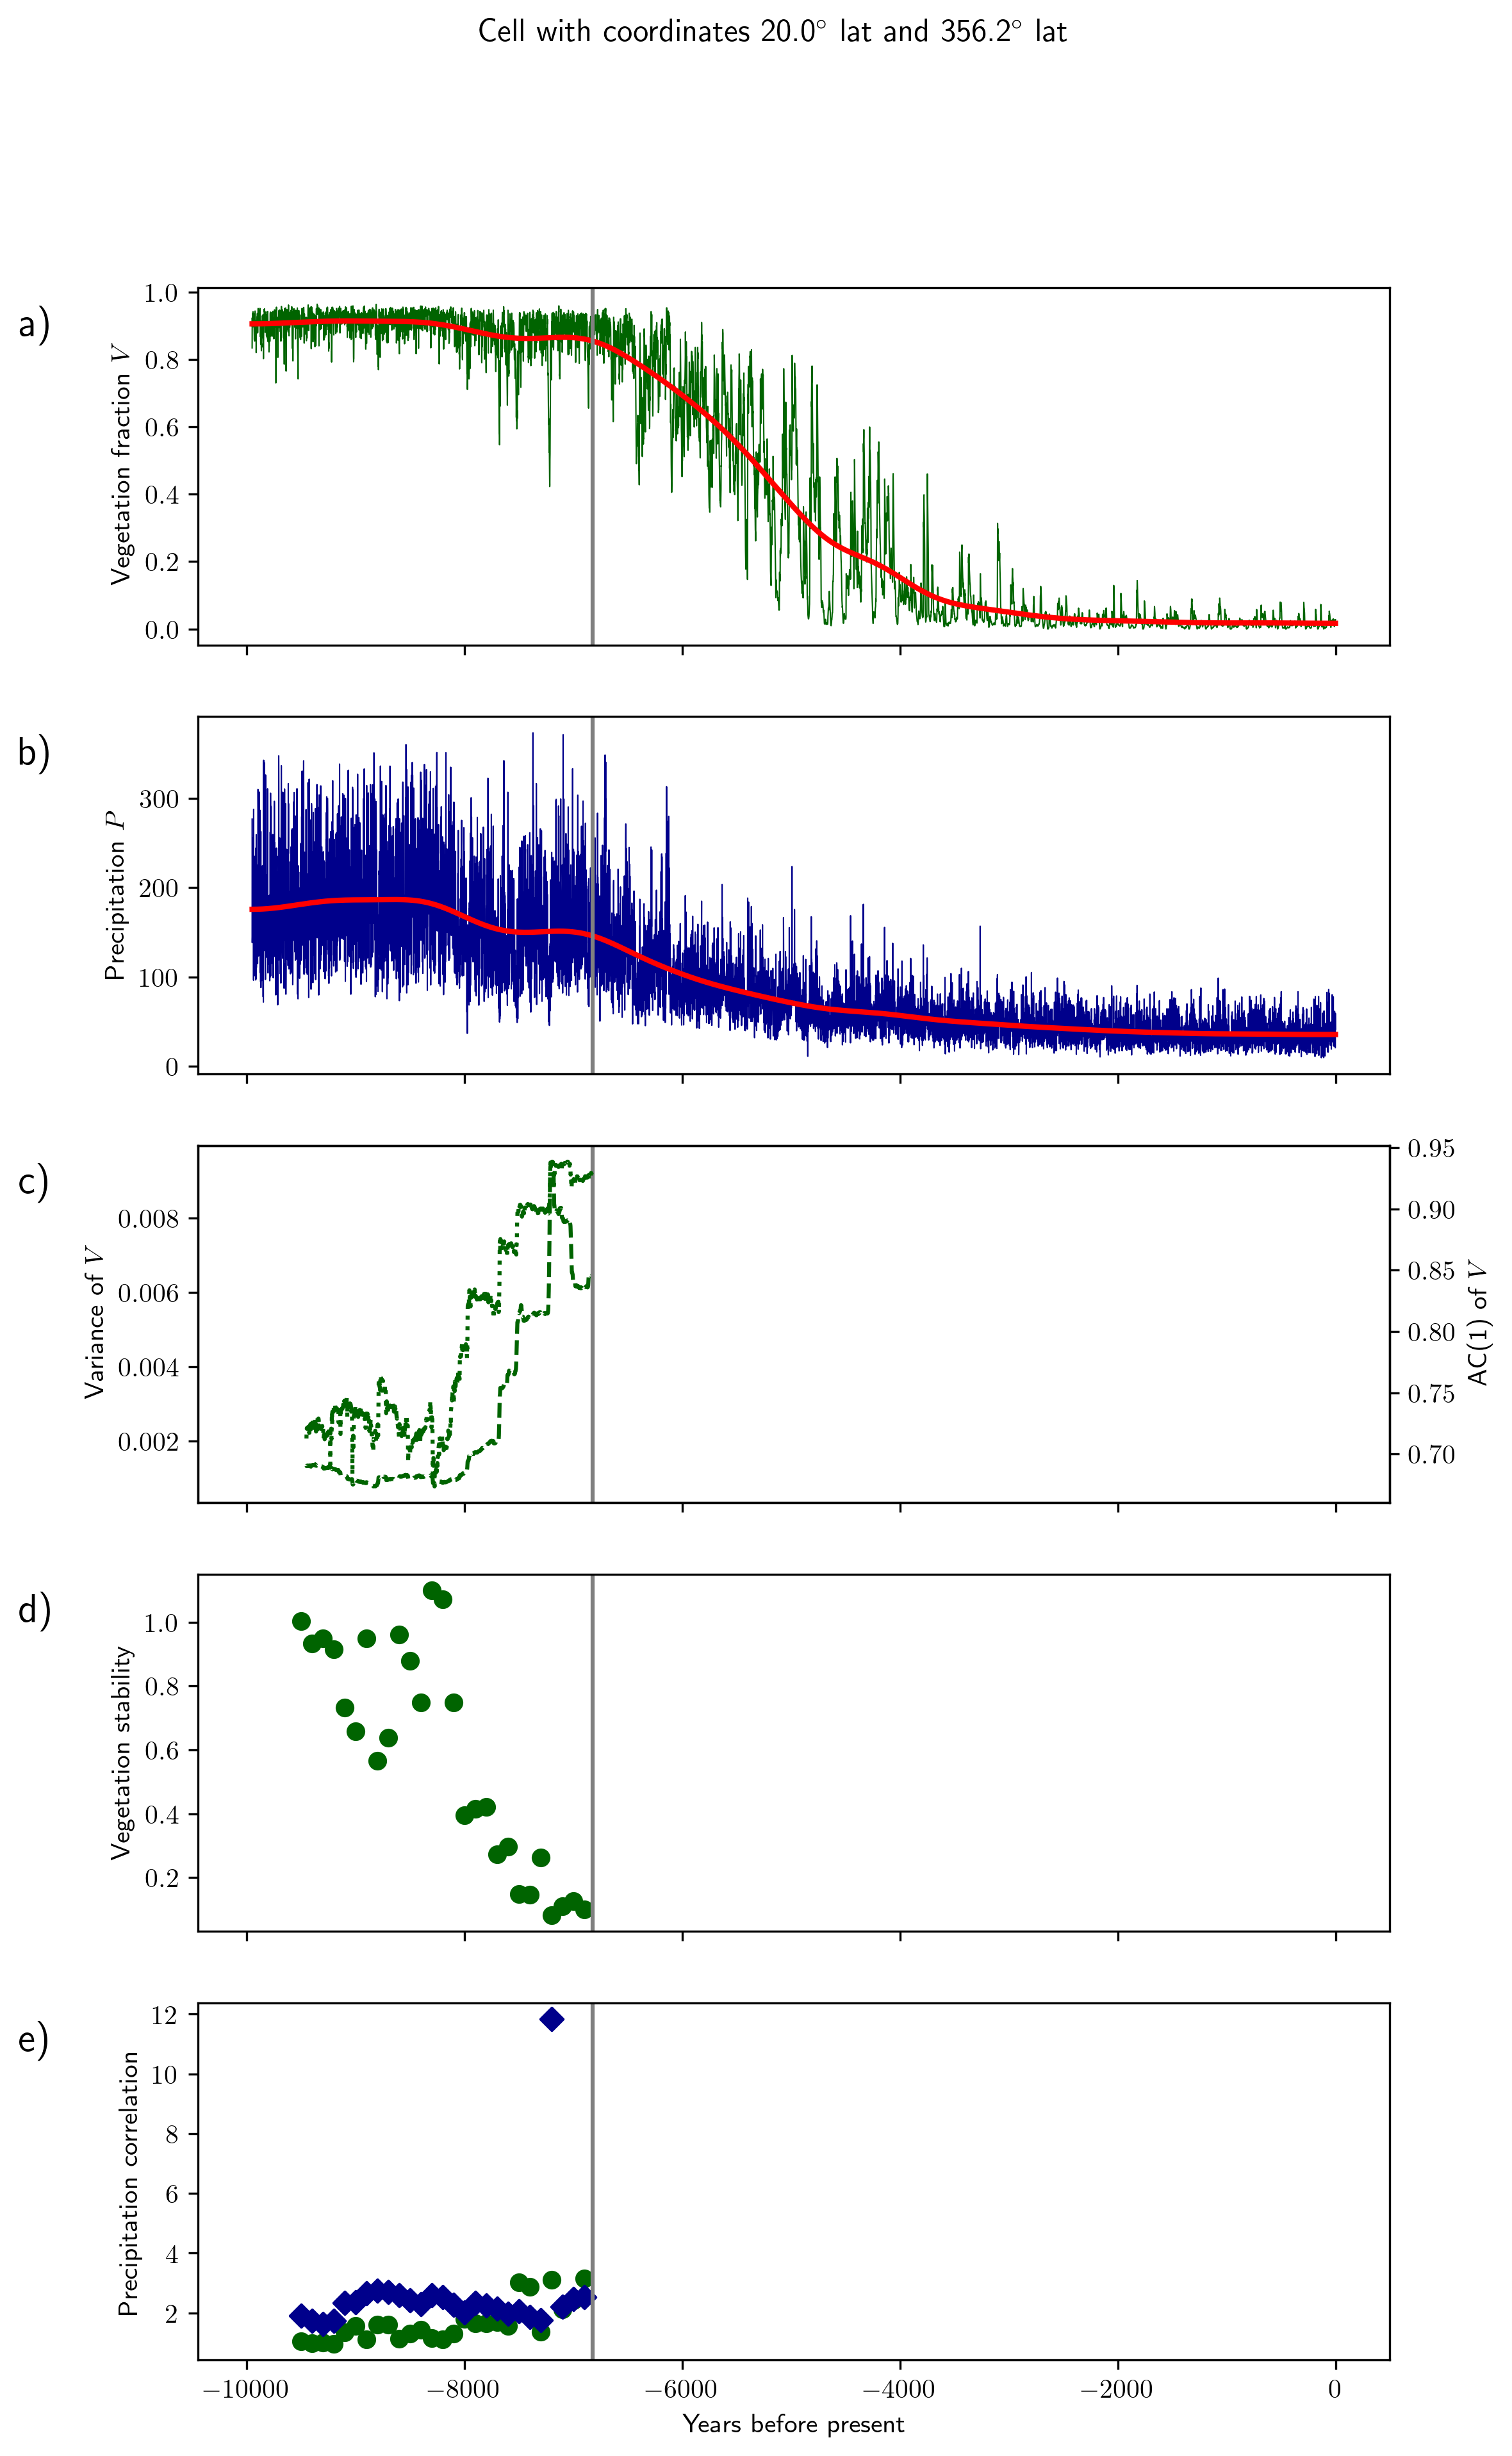 Cell with coordinates 20.0° lat and 356.2° lat
a)
Vegetation fraction V
1.0
0.8
0.6
0.4
0.2
0.0
b)
Precipitation P
300
200
100
0
c)
Variance of V
0.008
0.006
0.004
0.002
0.95
0.90
0.85
0.80
0.75
0.70
AC(1) of V
d)
Vegetation stability
1.0
0.8
0.6
0.4
0.2
e)
Precipitation correlation
12
10
8
6
4
2
−10000 −8000 −6000 −4000 −2000 0
Years before present